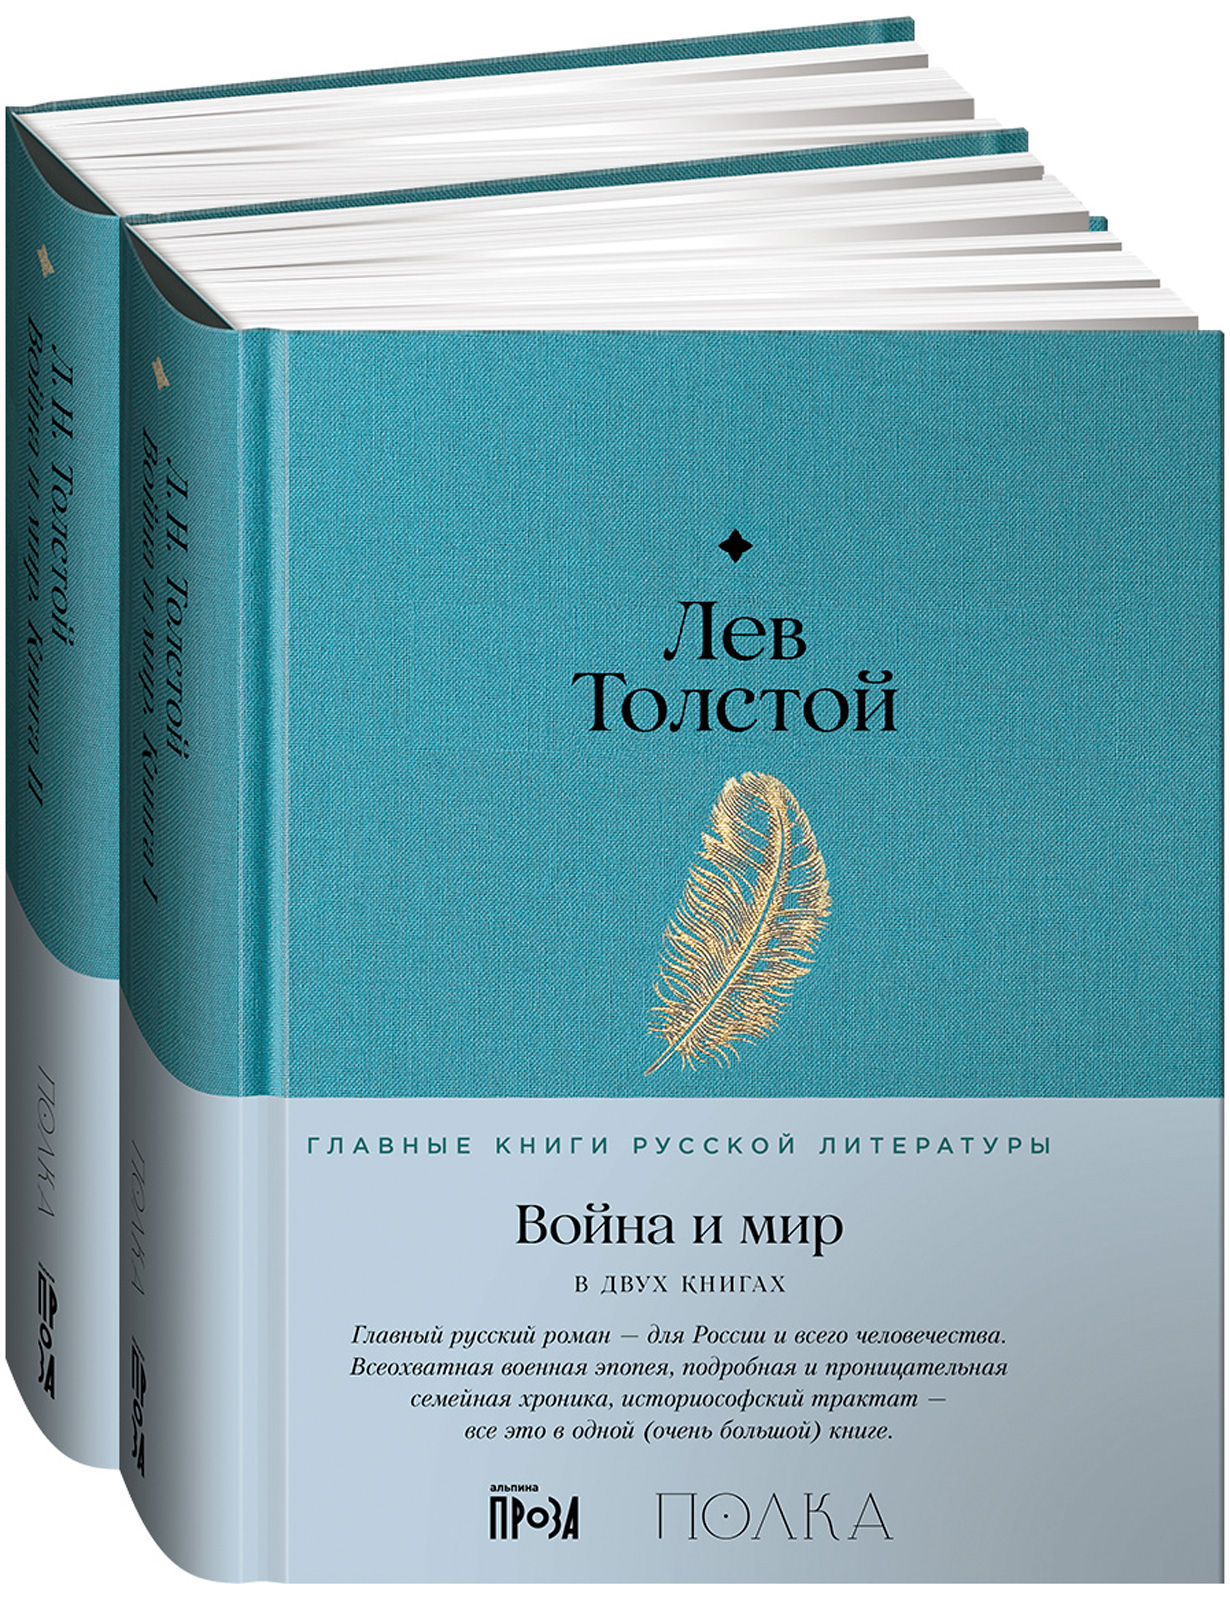 Л. Н. Толстой
Война и мир. Книга II
ПОЛКА
ПРОЗА
Л. Н. Толстой
Война и мир. Книга I
ПОЛКА
ПРОЗА
Лев
Толстой
ГЛАВНЫЕ КНИГИ РУССКОЙ ЛИТЕРАТУРЫ
Война и мир
В ДВУХ КНИГАХ
Главный русский роман — для России и всего человечества.
Всеохватная военная эпопея, подробная и проницательная
семейная хроника, историософский трактат —
все это в одной (очень большой) книге.
альпина
ПРОЗА
ПОЛКА